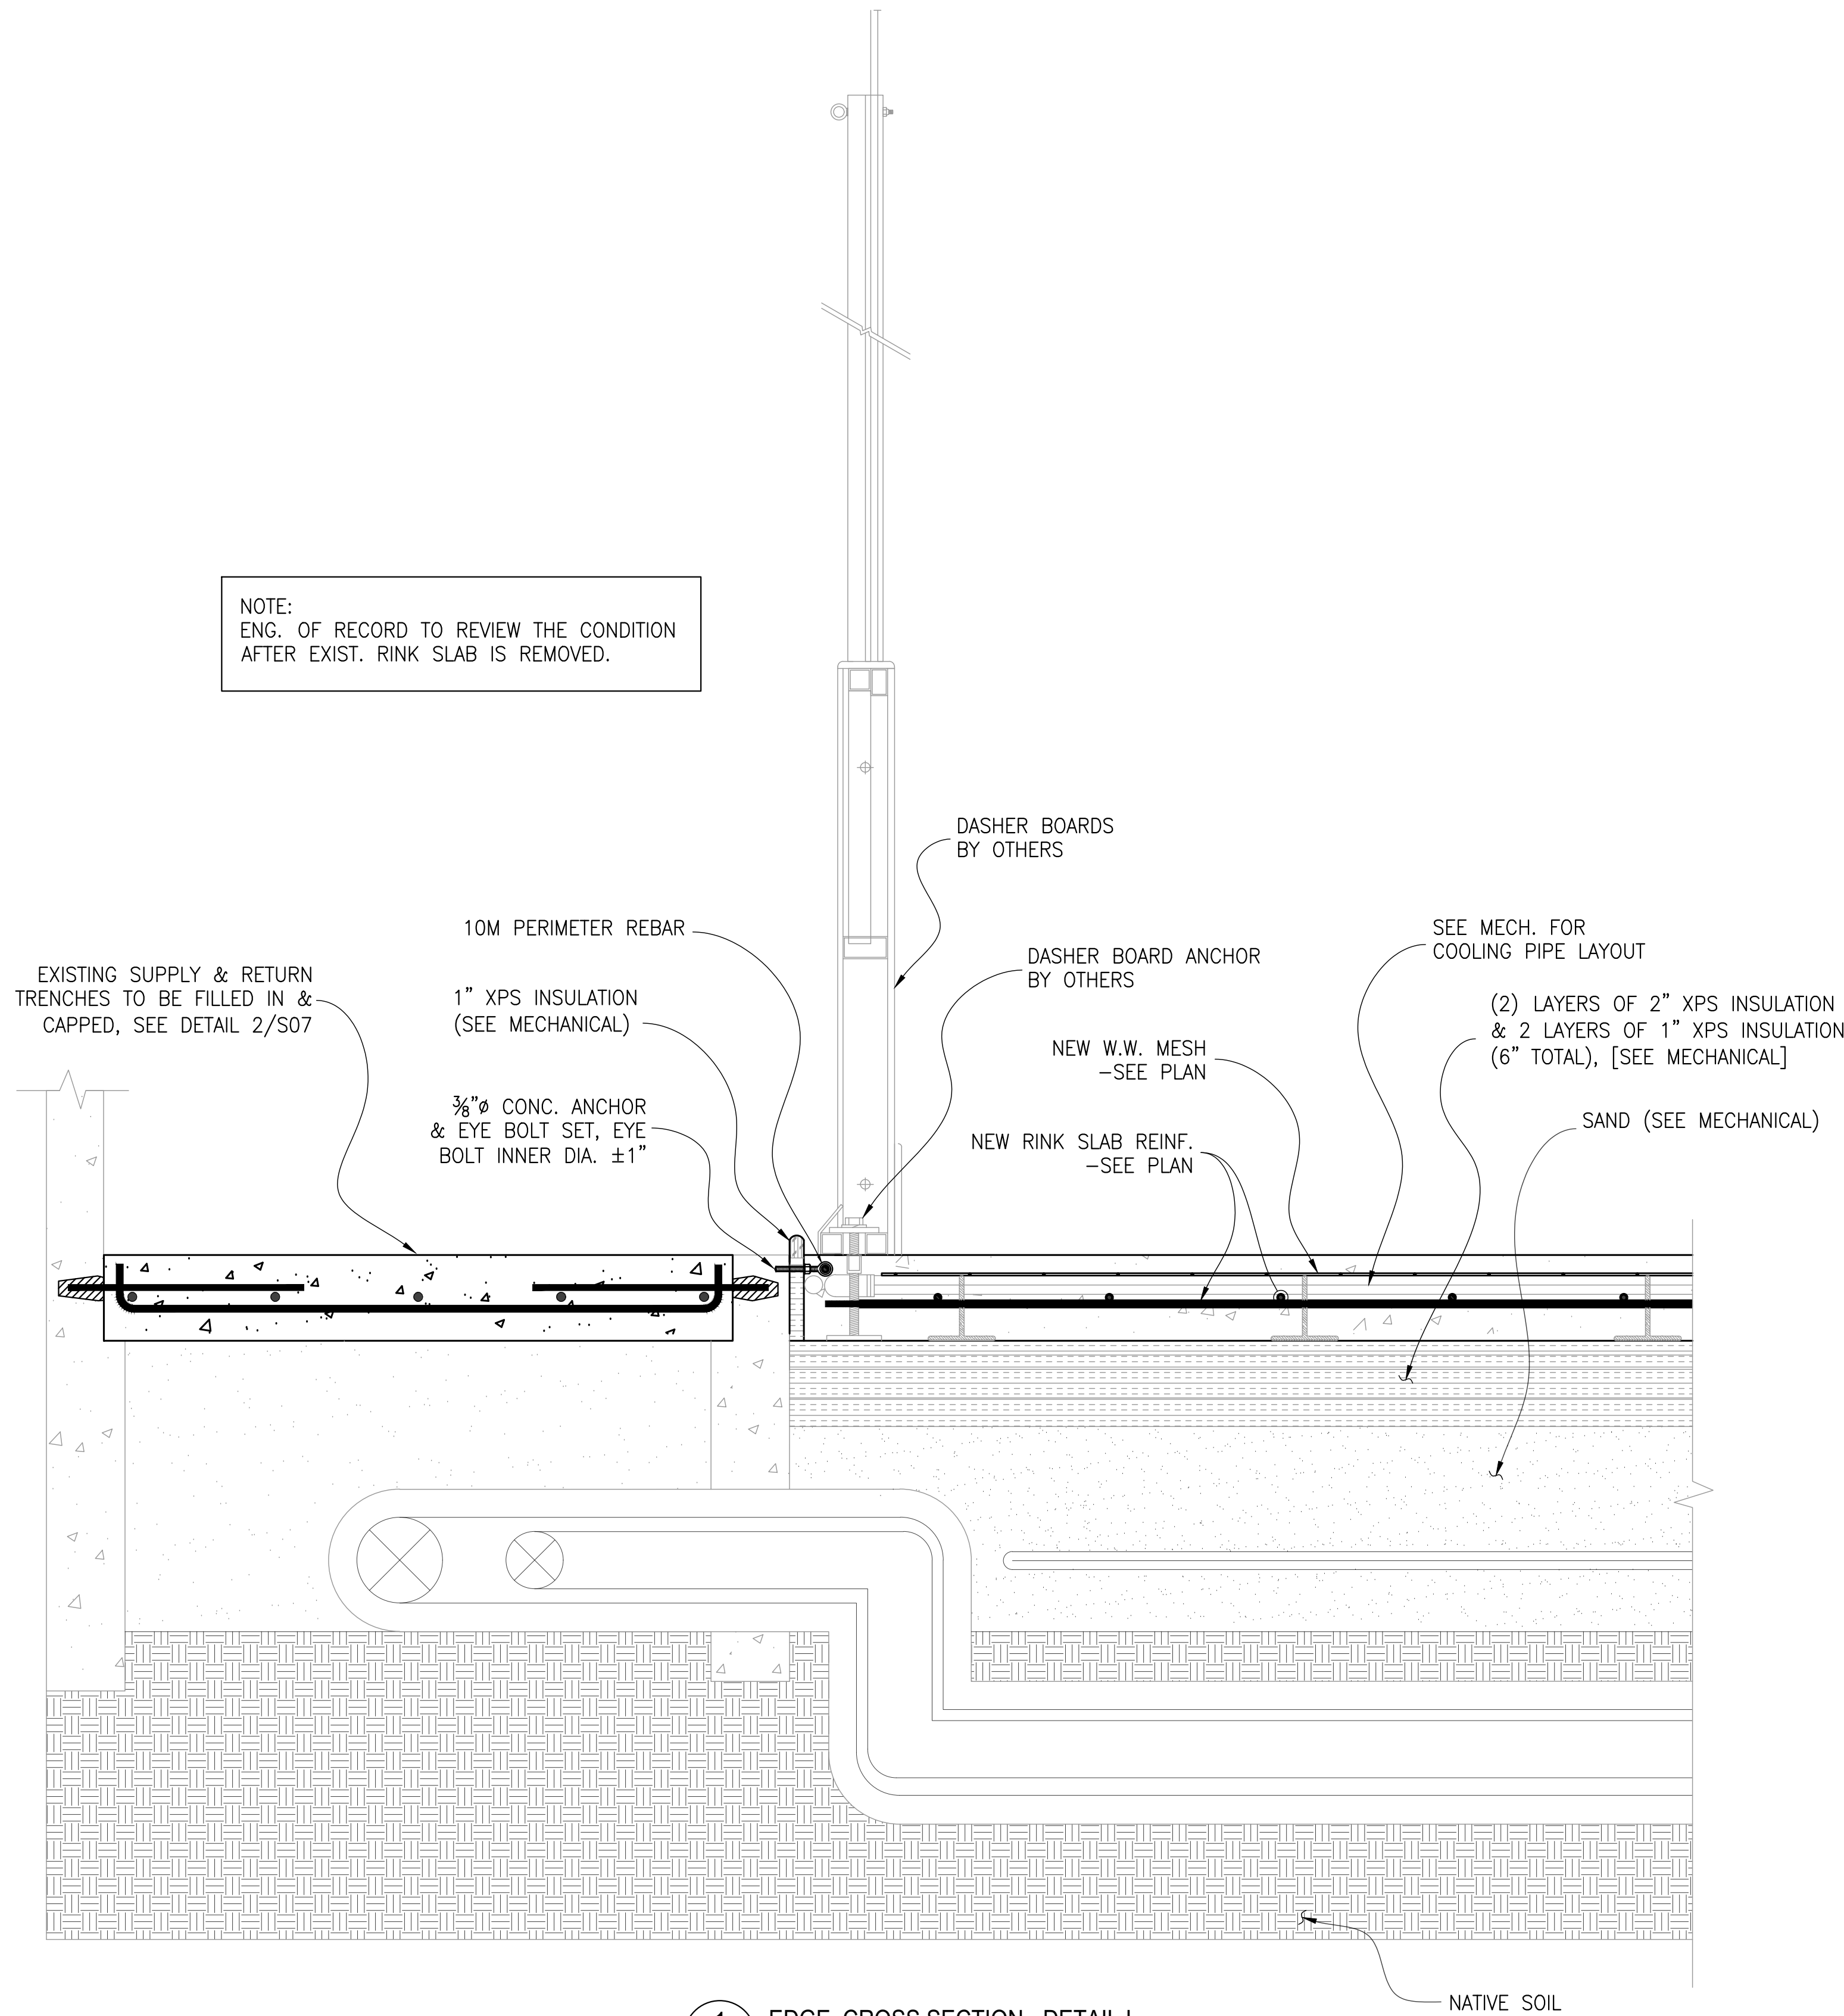 NOTE:
ENG. OF RECORD TO REVIEW THE CONDITION
AFTER EXIST. RINK SLAB IS REMOVED.
DASHER BOARDS
BY OTHERS
10M PERIMETER REBAR
SEE MECH. FOR
COOLING PIPE LAYOUT
DASHER BOARD ANCHOR
BY OTHERS
EXISTING SUPPLY & RETURN
TRENCHES TO BE FILLED IN &
CAPPED, SEE DETAIL 2/S07
1" XPS INSULATION
(SEE MECHANICAL)
(2) LAYERS OF 2" XPS INSULATION
& 2 LAYERS OF 1" XPS INSULATION
(6" TOTAL), [SEE MECHANICAL]
NEW W.W. MESH
-SEE PLAN
⅜"ø CONC. ANCHOR
& EYE BOLT SET, EYE
BOLT INNER DIA. ±1"
SAND (SEE MECHANICAL)
NEW RINK SLAB REINF.
-SEE PLAN
NATIVE SOIL